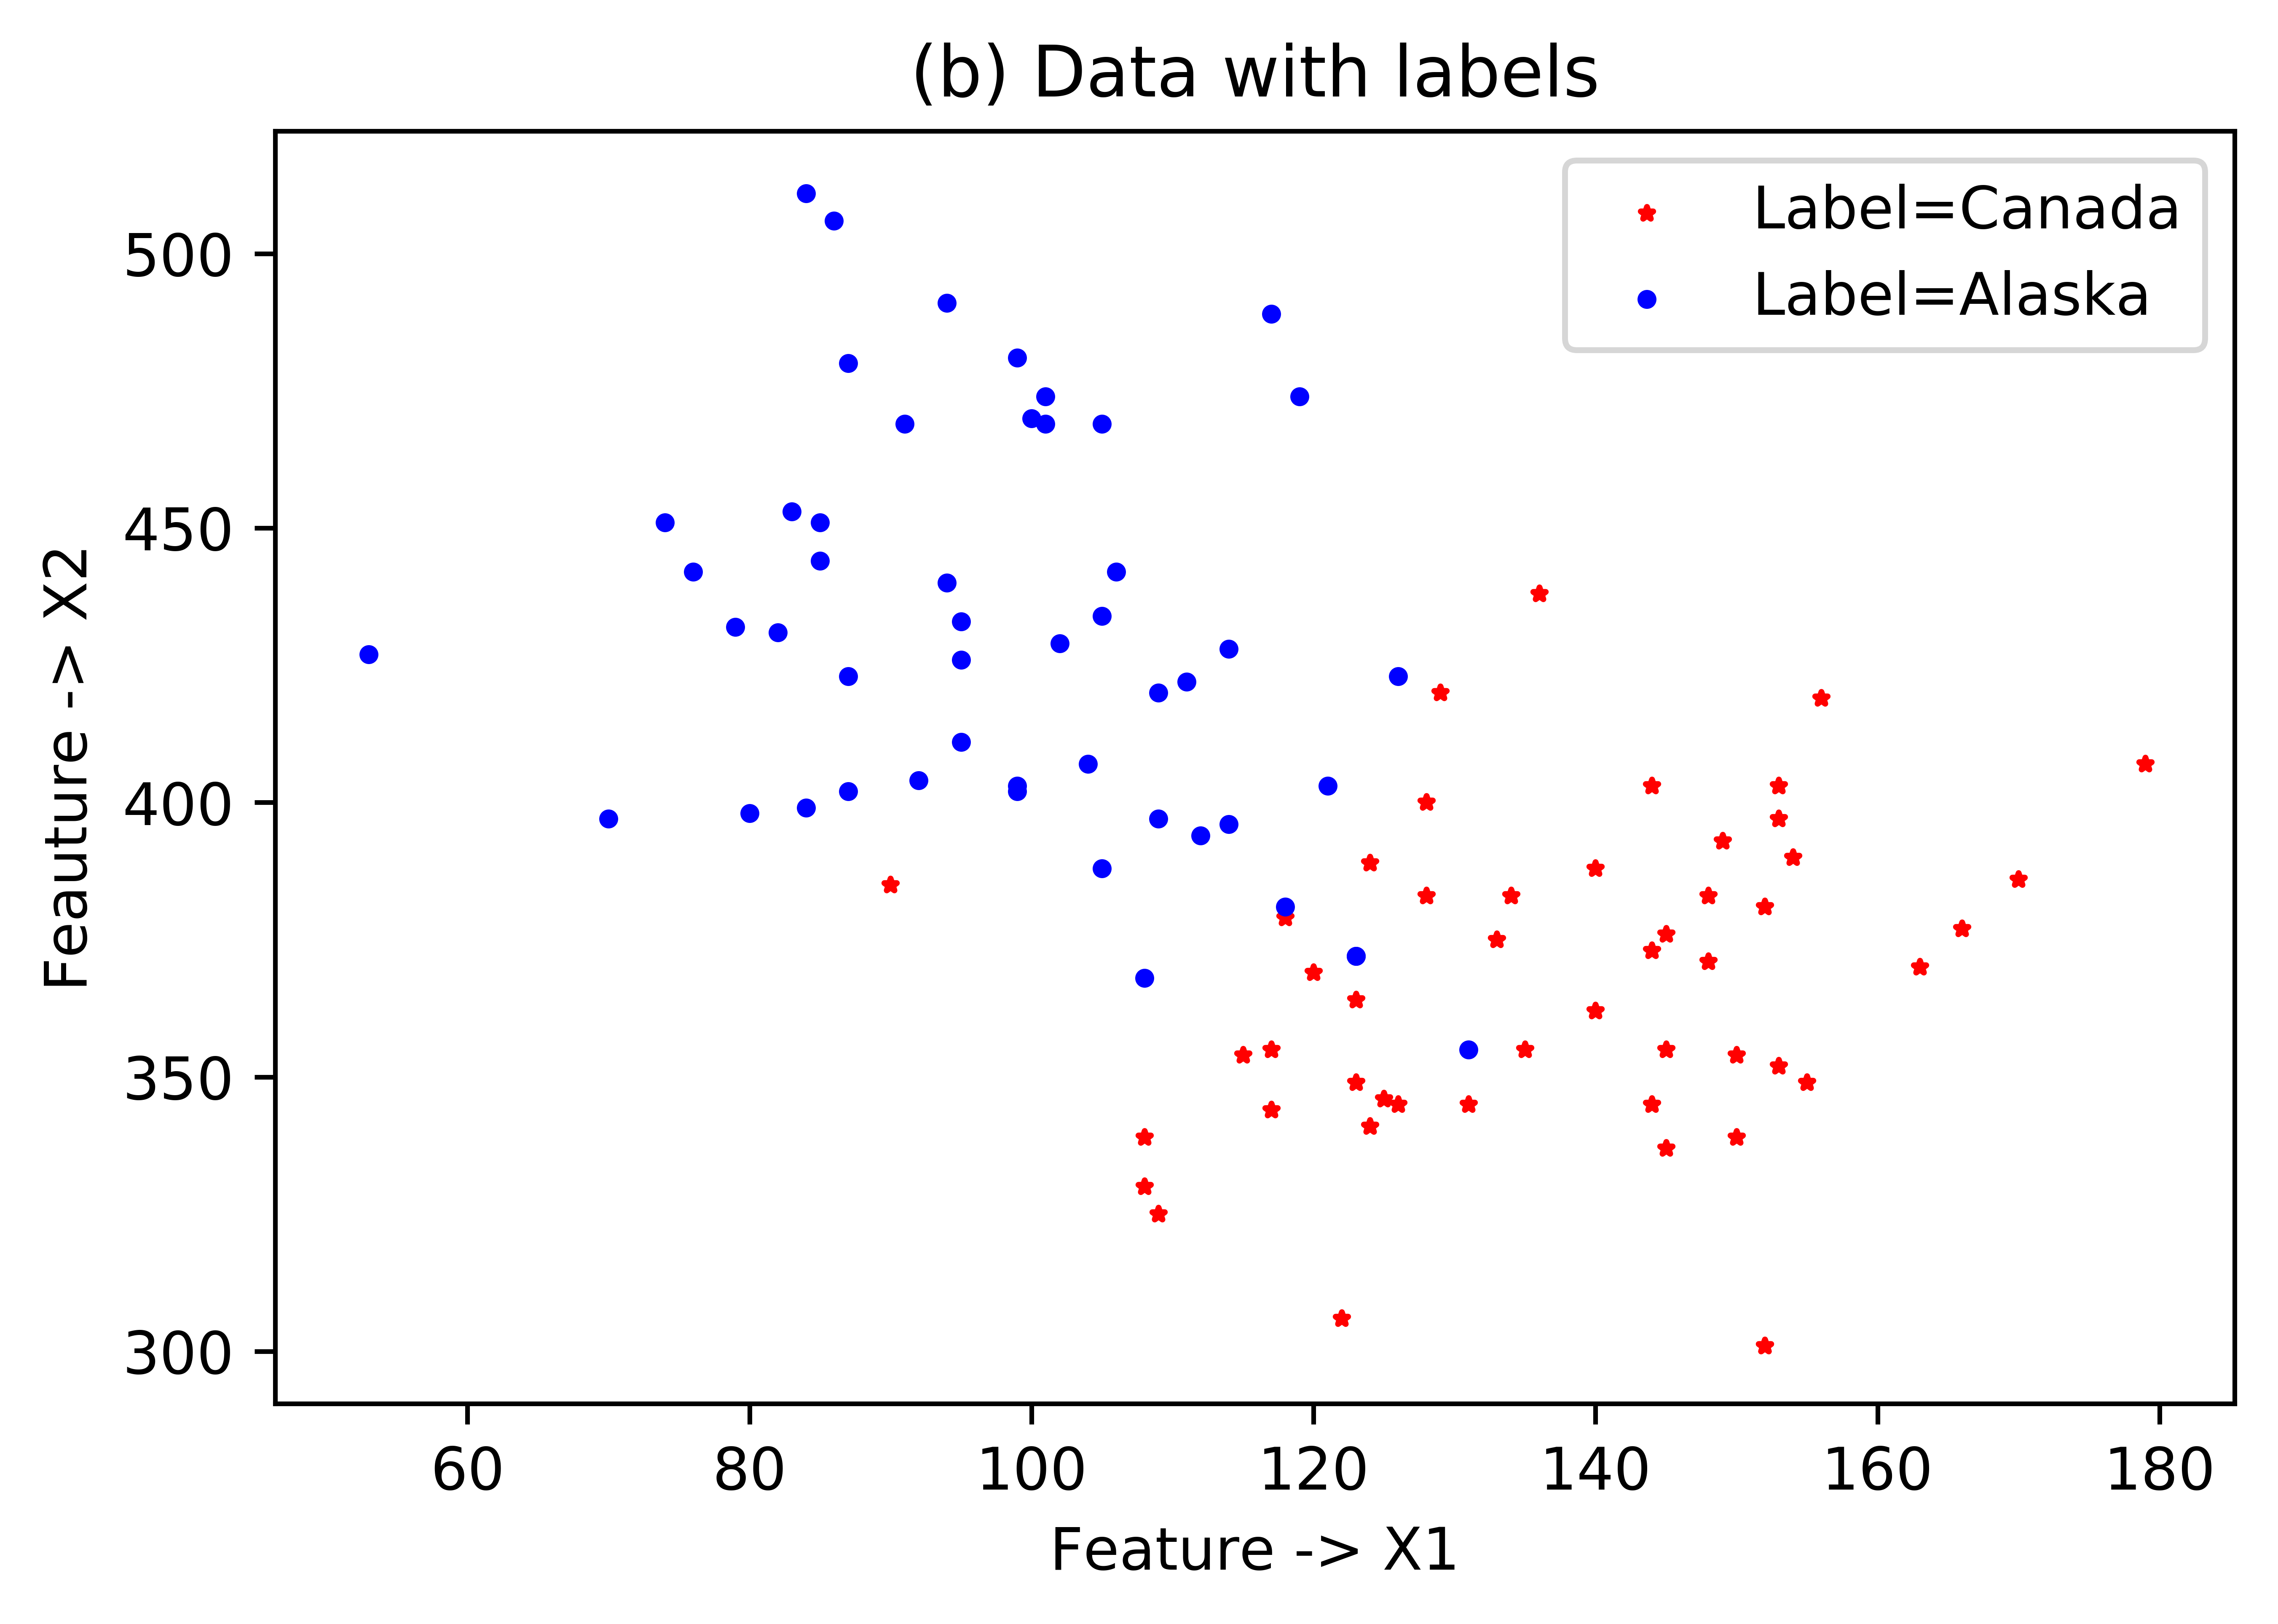 (b) Data with labels
Label=Canada
Label=Alaska
Feauture -> X2
500
450
400
350
300
60 80 100 120 140 160 180
Feature -> X1